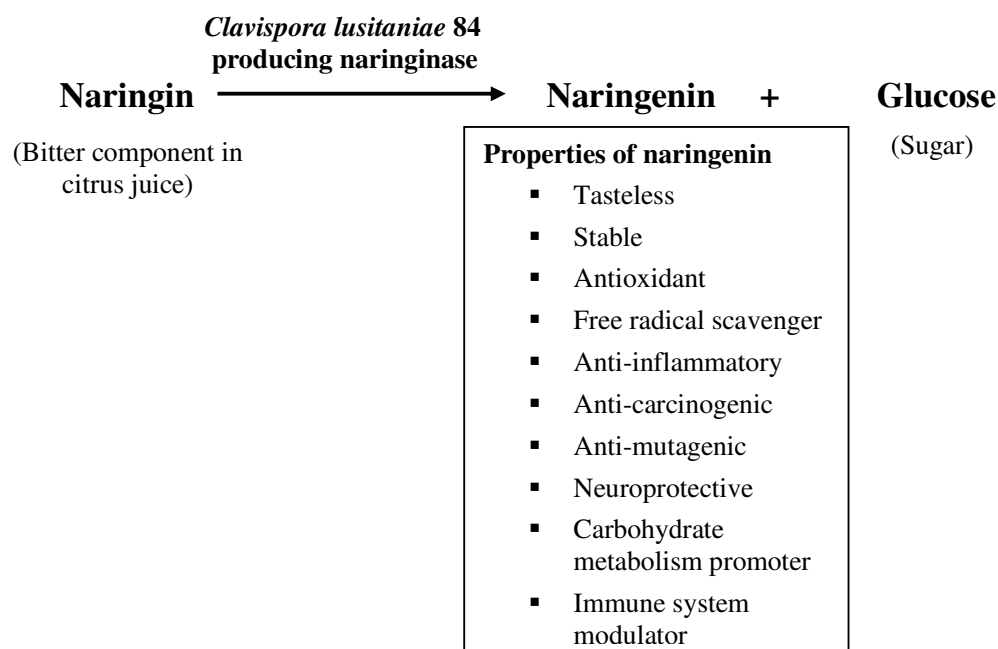 Clavispora lusitaniae 84
producing naringinase
Naringin
Naringenin + Glucose
(Bitter component in
citrus juice)
(Sugar)
Properties of naringenin
▪ Tasteless
▪ Stable
▪ Antioxidant
▪ Free radical scavenger
▪ Anti-inflammatory
▪ Anti-carcinogenic
▪ Anti-mutagenic
▪ Neuroprotective
▪ Carbohydrate
metabolism promoter
▪ Immune system
modulator